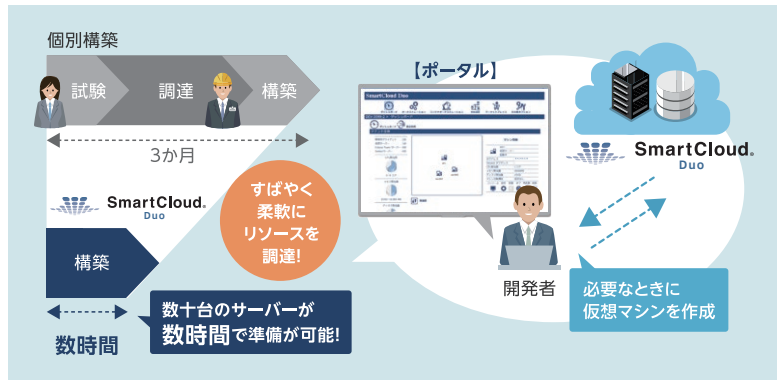 個別構築
試験
調達
構築
3か月
SmartCloud®
Duo
構築
数時間
すばやく
柔軟に
リソースを
調達!
数十台のサーバーが
数時間で準備が可能!
【ポータル】
SmartCloud Duo
開発者
SmartCloud®
Duo
必要なときに
仮想マシンを作成